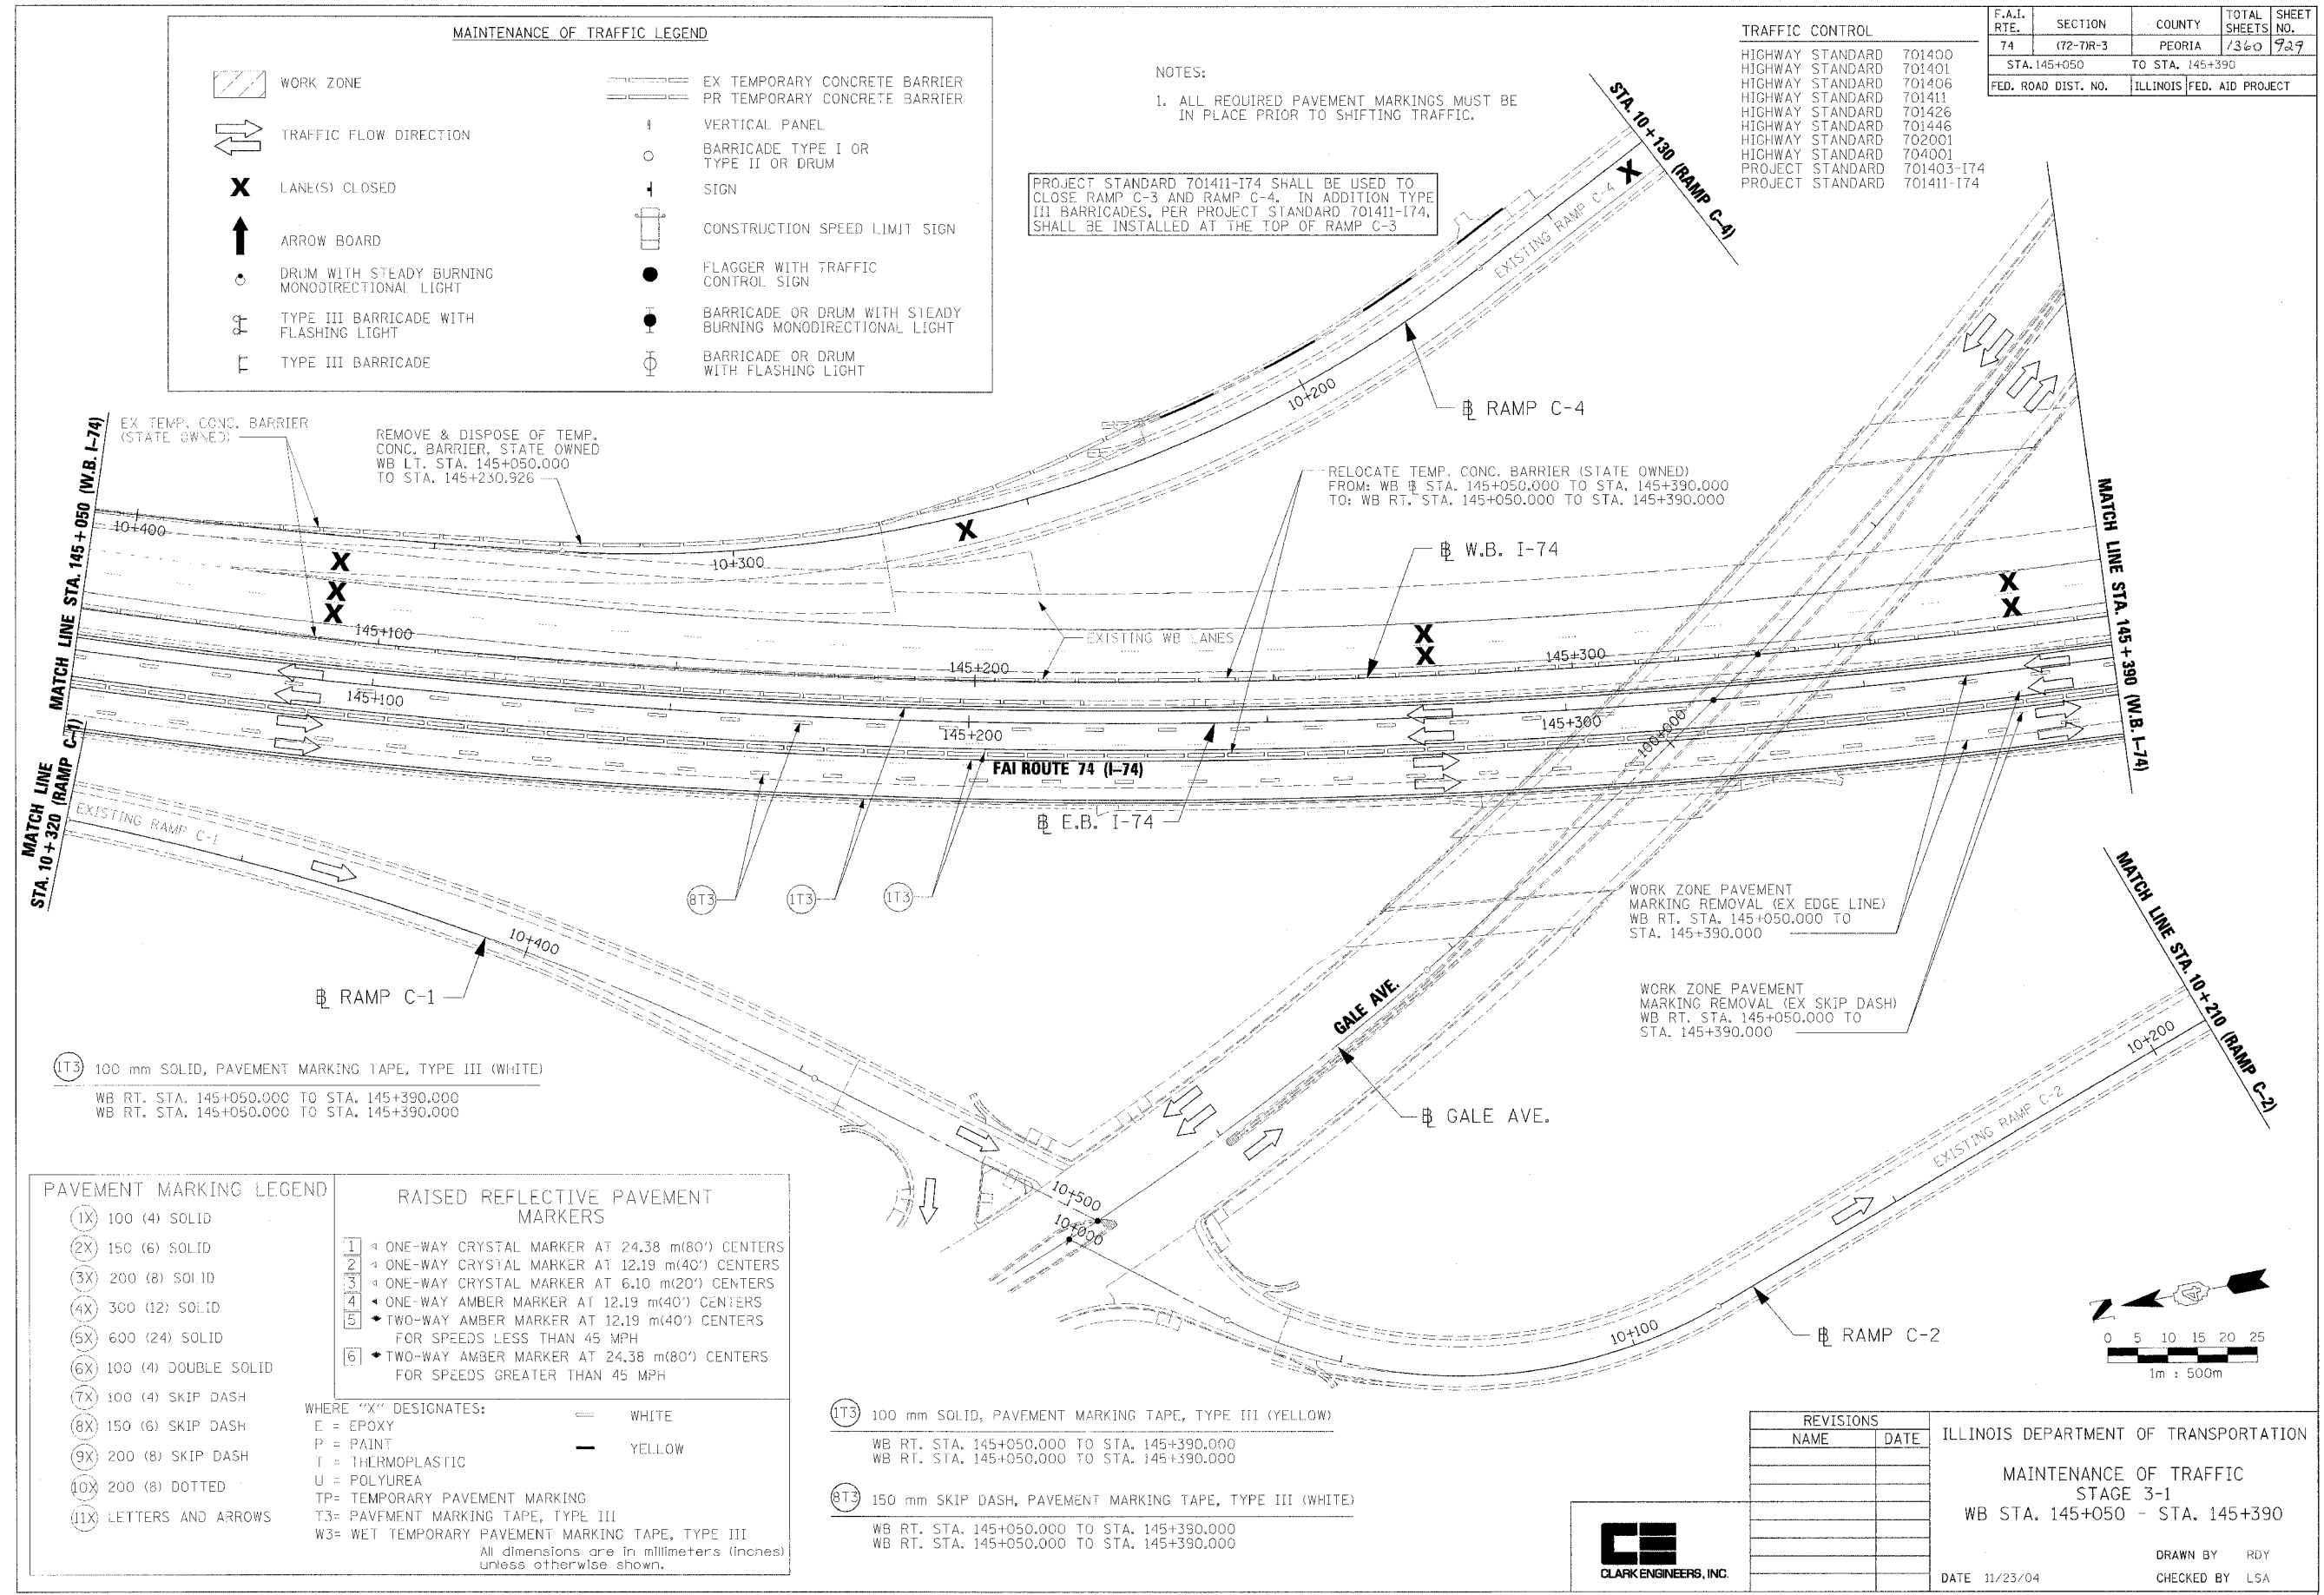 MAINTENANCE OF TRAFFIC LEGEND
WORK ZONE
TRAFFIC FLOW DIRECTION
X LANE(S) CLOSED
ARROW BOARD
DRUM WITH STEADY BURNING
MONODIRECTIONAL LIGHT
TYPE III BARRICADE WITH
FLASHING LIGHT
TYPE III BARRICADE
EX TEMPORARY CONCRETE BARRIER
PR TEMPORARY CONCRETE BARRIER
VERTICAL PANEL
BARRICADE TYPE I OR
TYPE II OR DRUM
SIGN
CONSTRUCTION SPEED LIMIT SIGN
FLAGGER WITH TRAFFIC
CONTROL SIGN
BARRICADE OR DRUM WITH STEADY
BURNING MONODIRECTIONAL LIGHT
BARRICADE OR DRUM
WITH FLASHING LIGHT
NOTES:
1. ALL REQUIRED PAVEMENT MARKINGS MUST BE
IN PLACE PRIOR TO SHIFTING TRAFFIC.
PROJECT STANDARD 701411-I74 SHALL BE USED TO
CLOSE RAMP C-3 AND RAMP C-4. IN ADDITION TYPE
III BARRICADES, PER PROJECT STANDARD 701411-I74,
SHALL BE INSTALLED AT THE TOP OF RAMP C-3
TRAFFIC CONTROL
HIGHWAY STANDARD 701400
HIGHWAY STANDARD 701401
HIGHWAY STANDARD 701406
HIGHWAY STANDARD 701411
HIGHWAY STANDARD 701426
HIGHWAY STANDARD 701446
HIGHWAY STANDARD 702001
HIGHWAY STANDARD 704001
PROJECT STANDARD 701403-I74
PROJECT STANDARD 701411-I74
F.A.I. RTE. SECTION COUNTY TOTAL SHEETS SHEET NO.
74 (72-7)R-3 PEORIA 1360 929
STA. 145+050 TO STA. 145+390
FED. ROAD DIST. NO. ILLINOIS FED. AID PROJECT
STA. 10+130 (RAMP C-4)
X
EXISTING RAMP C-4
10+200
℄ RAMP C-4
EX TEMP. CONC. BARRIER
(STATE OWNED)
REMOVE & DISPOSE OF TEMP.
CONC. BARRIER, STATE OWNED
WB LT. STA. 145+050.000
TO STA. 145+230.926
RELOCATE TEMP. CONC. BARRIER (STATE OWNED)
FROM: WB ℄ STA. 145+050.000 TO STA. 145+390.000
TO: WB RT. STA. 145+050.000 TO STA. 145+390.000
MATCH LINE STA. 145+050 (W.B. I-74)
MATCH LINE STA. 145+390 (W.B. I-74)
10+400
10+300
X
X
X
X
℄ W.B. I-74
EXISTING WB LANES
X
X
X
X
145+100
145+200
145+300
145+100
145+200
145+300
100+000
FAI ROUTE 74 (I-74)
℄ E.B. I-74
MATCH LINE
STA. 10+320 (RAMP C-1)
EXISTING RAMP C-1
8T3
1T3
1T3
10+400
℄ RAMP C-1
WORK ZONE PAVEMENT
MARKING REMOVAL (EX EDGE LINE)
WB RT. STA. 145+050.000 TO
STA. 145+390.000
WORK ZONE PAVEMENT
MARKING REMOVAL (EX SKIP DASH)
WB RT. STA. 145+050.000 TO
STA. 145+390.000
MATCH LINE STA. 10+210 (RAMP C-2)
10+200
EXISTING RAMP C-2
GALE AVE.
℄ GALE AVE.
1T3 100 mm SOLID, PAVEMENT MARKING TAPE, TYPE III (WHITE)
WB RT. STA. 145+050.000 TO STA. 145+390.000
WB RT. STA. 145+050.000 TO STA. 145+390.000
10+500
10+000
10+100
℄ RAMP C-2
PAVEMENT MARKING LEGEND
1X 100 (4) SOLID
2X 150 (6) SOLID
3X 200 (8) SOLID
4X 300 (12) SOLID
5X 600 (24) SOLID
6X 100 (4) DOUBLE SOLID
7X 100 (4) SKIP DASH
8X 150 (6) SKIP DASH
9X 200 (8) SKIP DASH
10X 200 (8) DOTTED
11X LETTERS AND ARROWS
RAISED REFLECTIVE PAVEMENT
MARKERS
1 ONE-WAY CRYSTAL MARKER AT 24.38 m(80') CENTERS
2 ONE-WAY CRYSTAL MARKER AT 12.19 m(40') CENTERS
3 ONE-WAY CRYSTAL MARKER AT 6.10 m(20') CENTERS
4 ONE-WAY AMBER MARKER AT 12.19 m(40') CENTERS
5 TWO-WAY AMBER MARKER AT 12.19 m(40') CENTERS
FOR SPEEDS LESS THAN 45 MPH
6 TWO-WAY AMBER MARKER AT 24.38 m(80') CENTERS
FOR SPEEDS GREATER THAN 45 MPH
WHERE "X" DESIGNATES:
E = EPOXY
P = PAINT
T = THERMOPLASTIC
U = POLYUREA
TP= TEMPORARY PAVEMENT MARKING
T3= PAVEMENT MARKING TAPE, TYPE III
W3= WET TEMPORARY PAVEMENT MARKING TAPE, TYPE III
WHITE
YELLOW
All dimensions are in millimeters (inches)
unless otherwise shown.
1T3 100 mm SOLID, PAVEMENT MARKING TAPE, TYPE III (YELLOW)
WB RT. STA. 145+050.000 TO STA. 145+390.000
WB RT. STA. 145+050.000 TO STA. 145+390.000
8T3 150 mm SKIP DASH, PAVEMENT MARKING TAPE, TYPE III (WHITE)
WB RT. STA. 145+050.000 TO STA. 145+390.000
WB RT. STA. 145+050.000 TO STA. 145+390.000
Z
0 5 10 15 20 25
1m : 500m
CE
CLARK ENGINEERS, INC.
REVISIONS
NAME DATE
ILLINOIS DEPARTMENT OF TRANSPORTATION
MAINTENANCE OF TRAFFIC
STAGE 3-1
WB STA. 145+050 - STA. 145+390
DRAWN BY RDY
DATE 11/23/04 CHECKED BY LSA